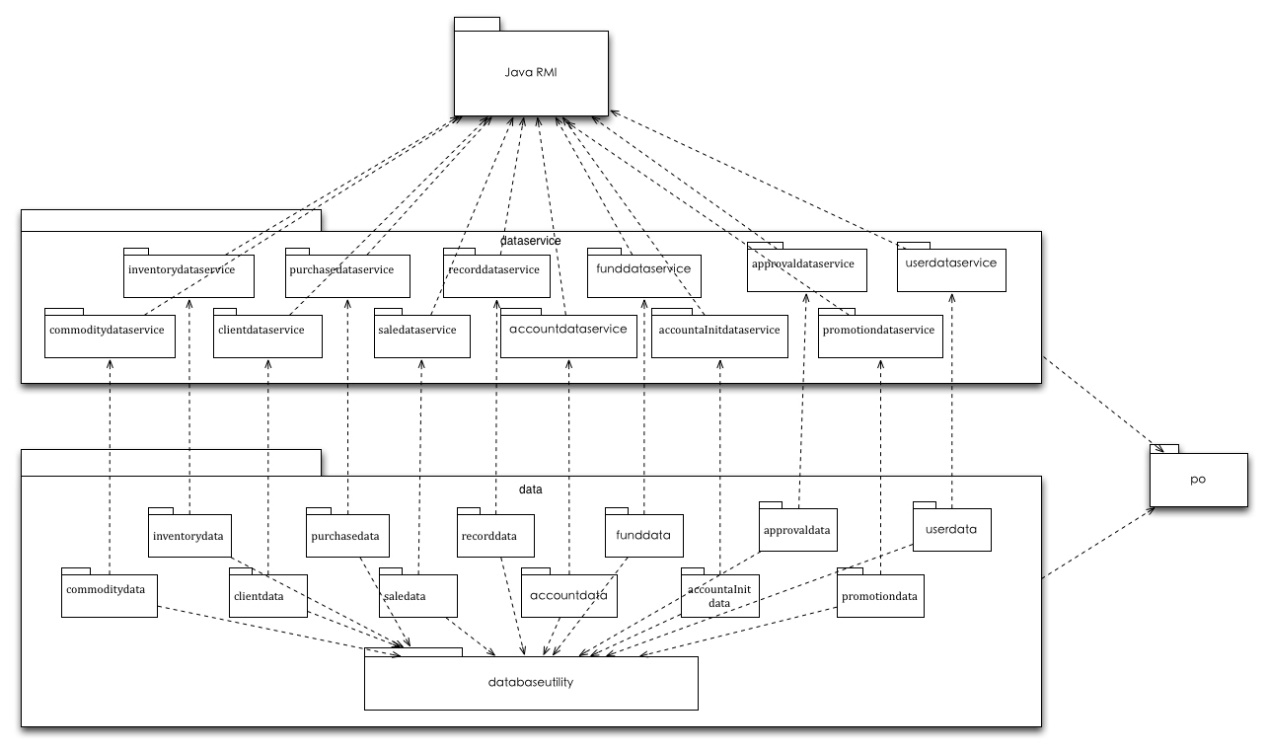 Java RMI
dataservice
inventorydataservice
purchasedataservice
recorddataservice
funddataservice
approvaldataservice
userdataservice
commoditydataservice
clientdataservice
saledataservice
accountdataservice
accountaInitdataservice
promotiondataservice
po
data
inventorydata
purchasedata
recorddata
funddata
approvaldata
userdata
commoditydata
clientdata
saledata
accountdata
accountaInit
data
promotiondata
databaseutility